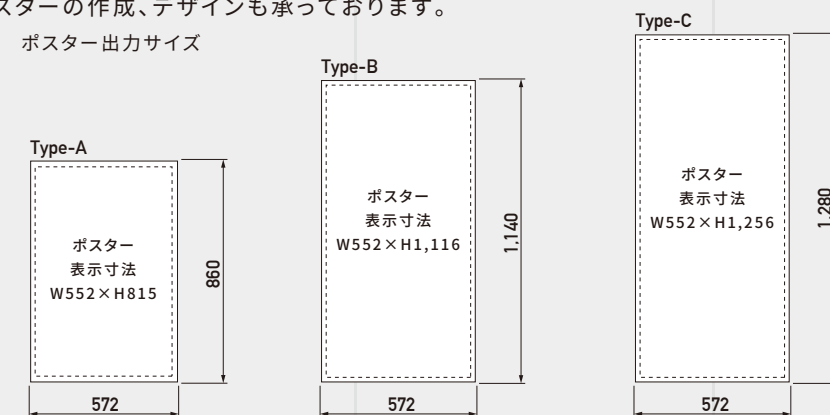 スターの作成、デザインも承っております。
ポスター出力サイズ
Type-A
ポスター
表示寸法
W552×H815
860
572
Type-B
ポスター
表示寸法
W552×H1,116
1,140
572
Type-C
ポスター
表示寸法
W552×H1,256
1,280
572